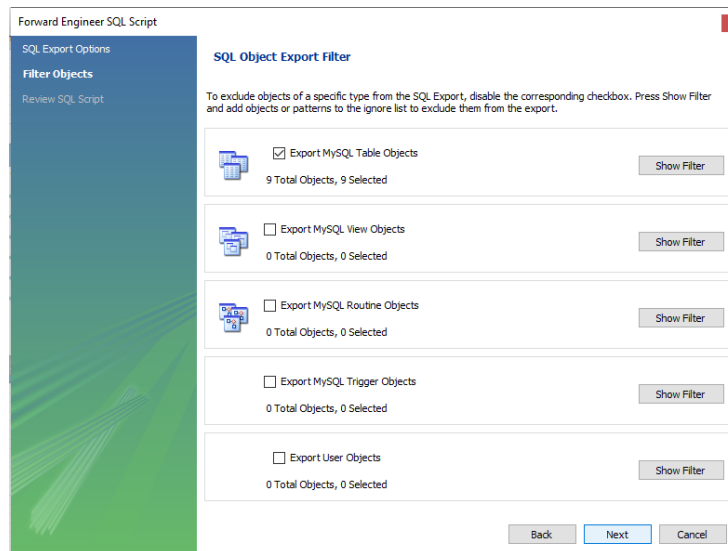 Forward Engineer SQL Script
SQL Export Options
Filter Objects
Review SQL Script
SQL Object Export Filter
To exclude objects of a specific type from the SQL Export, disable the corresponding checkbox. Press Show Filter
and add objects or patterns to the ignore list to exclude them from the export.
Export MySQL Table Objects
9 Total Objects, 9 Selected
Show Filter
Export MySQL View Objects
0 Total Objects, 0 Selected
Show Filter
Export MySQL Routine Objects
0 Total Objects, 0 Selected
Show Filter
Export MySQL Trigger Objects
0 Total Objects, 0 Selected
Show Filter
Export User Objects
0 Total Objects, 0 Selected
Show Filter
Back
Next
Cancel